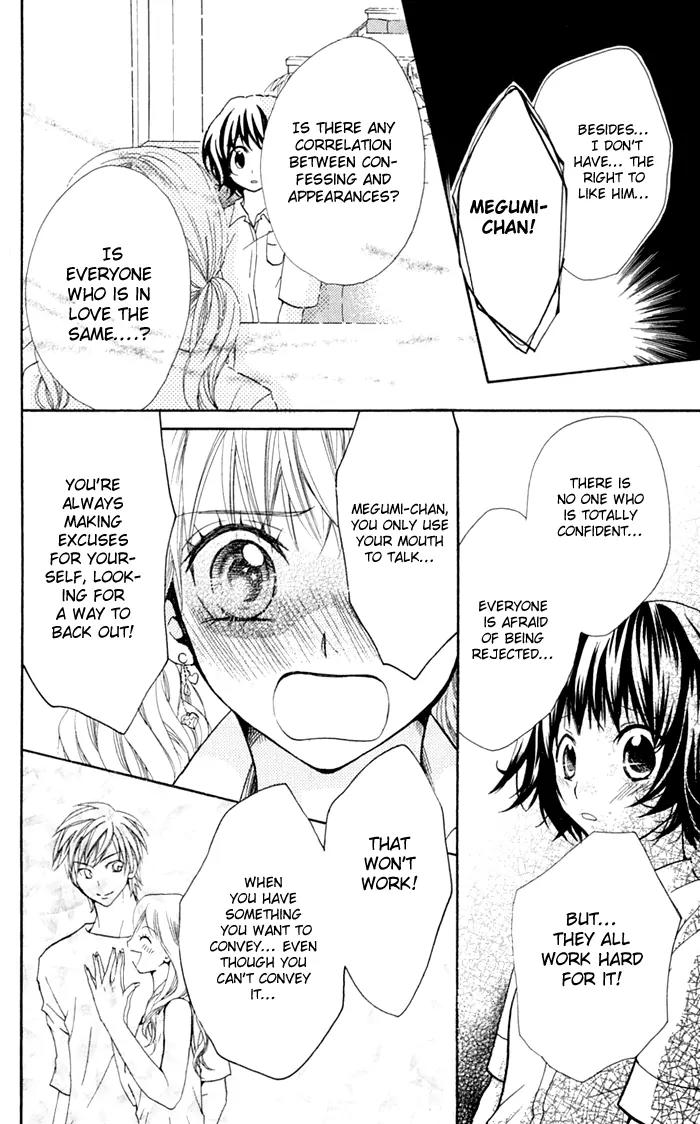 BESIDES...
I DON'T
HAVE... THE
RIGHT TO
LIKE HIM...
MEGUMI-
CHAN!
IS THERE ANY
CORRELATION
BETWEEN CON-
FESSING AND
APPEARANCES?
IS
EVERYONE
WHO IS IN
LOVE THE
SAME....?
THERE IS
NO ONE WHO
IS TOTALLY
CONFIDENT...
EVERYONE
IS AFRAID
OF BEING
REJECTED...
MEGUMI-CHAN,
YOU ONLY USE
YOUR MOUTH
TO TALK...
YOU'RE
ALWAYS
MAKING
EXCUSES
FOR YOUR-
SELF, LOOK-
ING FOR
A WAY TO
BACK OUT!
BUT...
THEY ALL
WORK HARD
FOR IT!
THAT
WON'T
WORK!
WHEN
YOU HAVE
SOMETHING
YOU WANT TO
CONVEY... EVEN
THOUGH YOU
CAN'T CONVEY
IT...